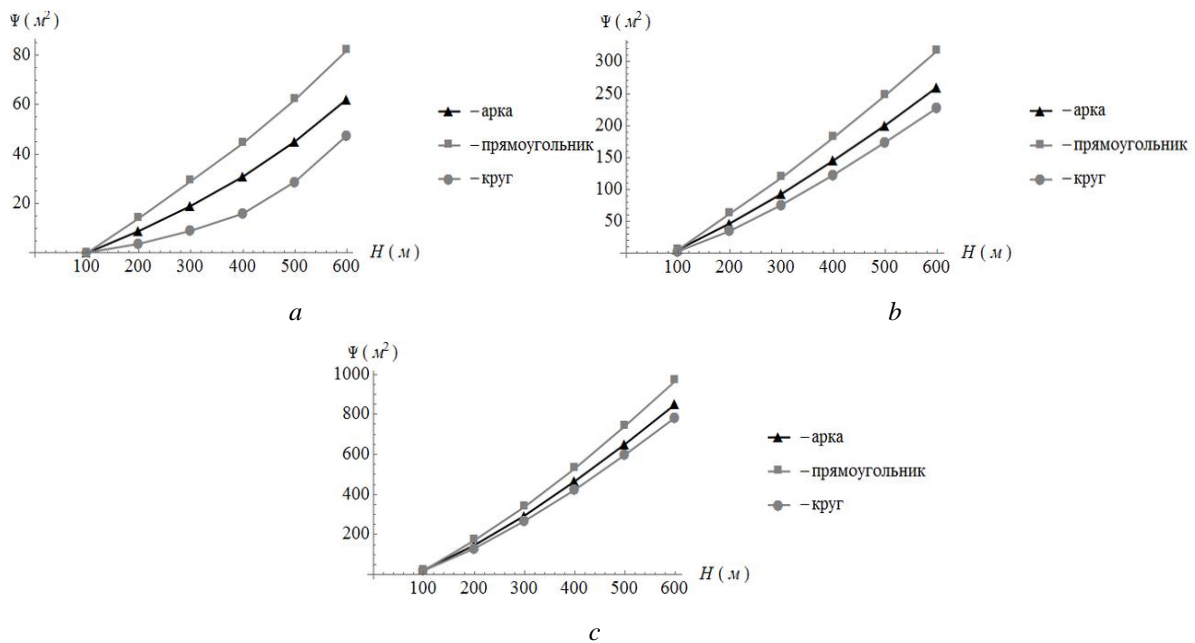 Ψ ( м²)
80
60
40
20
100 200 300 400 500 600
H ( м )
– арка
– прямоугольник
– круг
a
Ψ ( м²)
300
250
200
150
100
50
100 200 300 400 500 600
H ( м )
– арка
– прямоугольник
– круг
b
Ψ ( м²)
1000
800
600
400
200
100 200 300 400 500 600
H ( м )
– арка
– прямоугольник
– круг
c